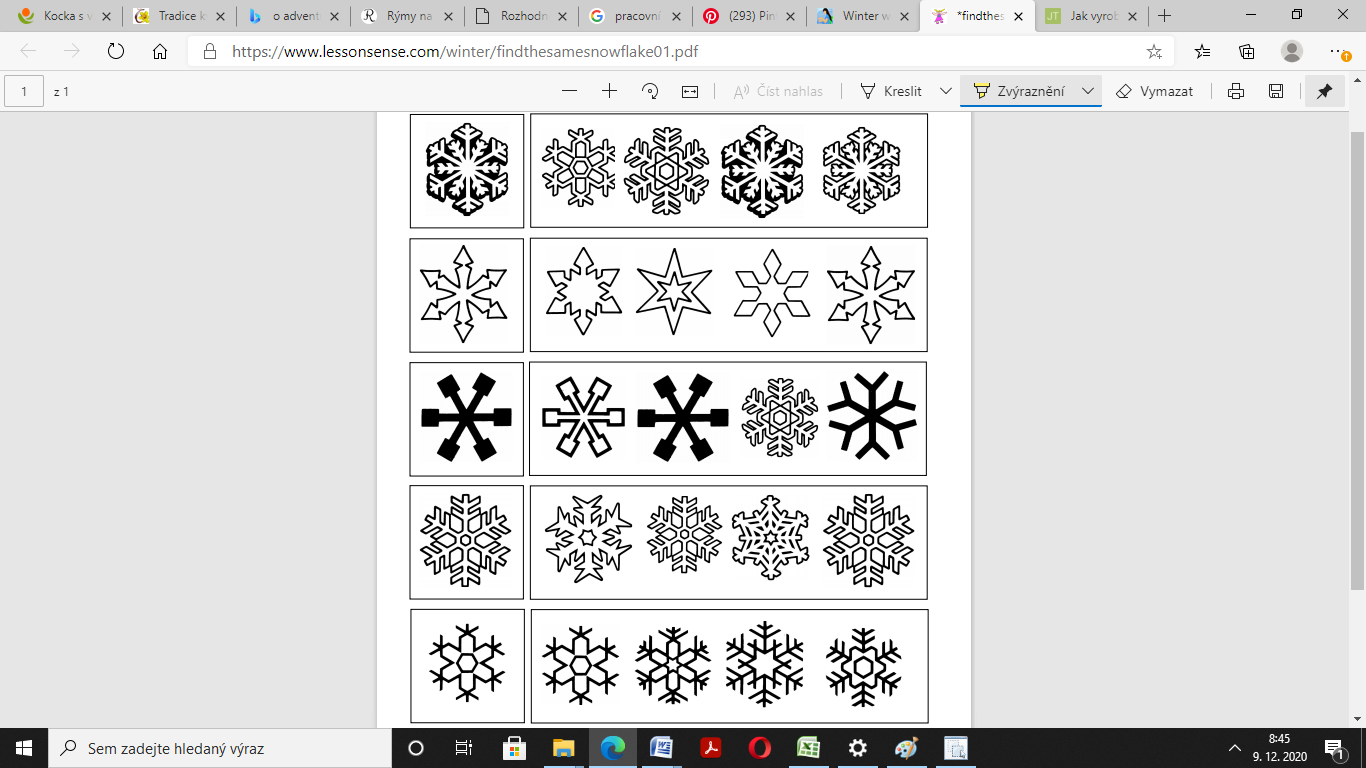 Kocka s v
Tradice k
o advent
Rýmy na
Rozhodn
pracovní
(293) Pin
Winter w
*findthes
Jak vyrob
https://www.lessonsense.com/winter/findthesamesnowflake01.pdf
1 z 1 Číst nahlas Kreslit Zvýraznění Vymazat
Sem zadejte hledaný výraz
8:45
9. 12. 2020
1